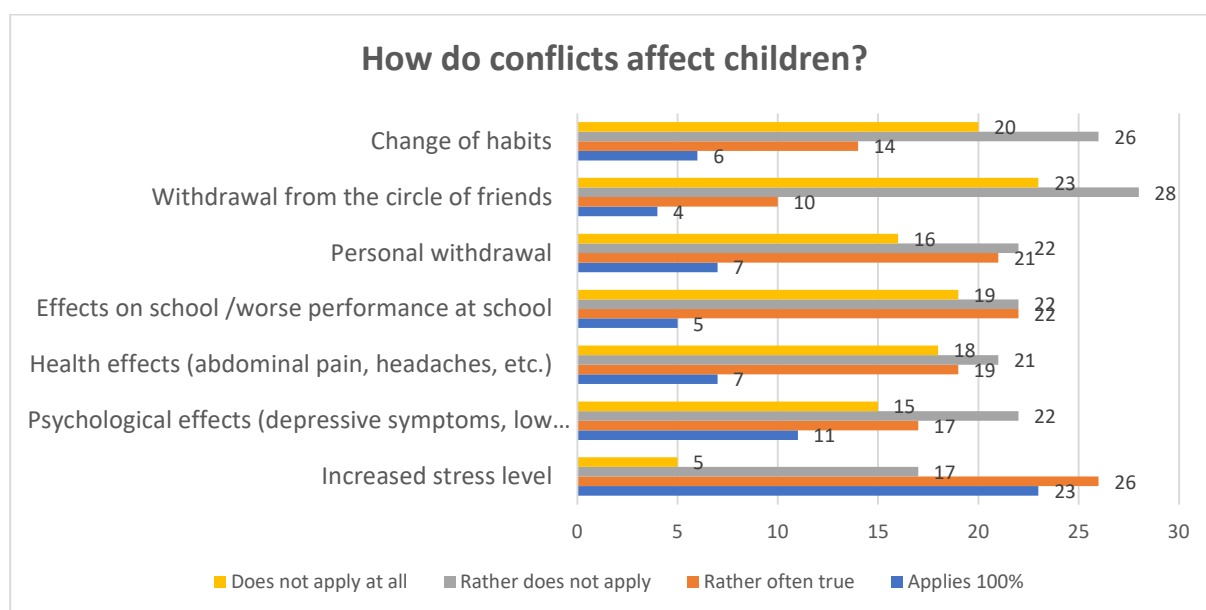 How do conflicts affect children?
20
Change of habits
26
14
6
23
Withdrawal from the circle of friends
28
10
4
16
Personal withdrawal
22
21
7
19
Effects on school /worse performance at school
22
22
5
18
Health effects (abdominal pain, headaches, etc.)
21
19
7
15
Psychological effects (depressive symptoms, low...
22
17
11
5
Increased stress level
17
26
23
0 5 10 15 20 25 30
Does not apply at all Rather does not apply Rather often true Applies 100%